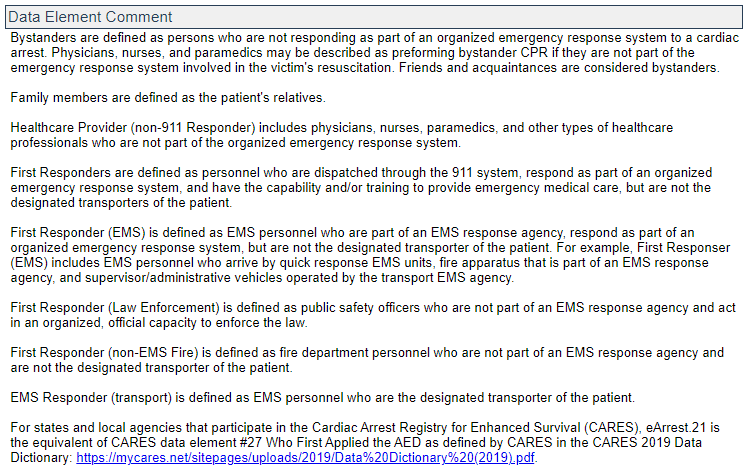 Data Element Comment
Bystanders are defined as persons who are not responding as part of an organized emergency response system to a cardiac
arrest. Physicians, nurses, and paramedics may be described as preforming bystander CPR if they are not part of the
emergency response system involved in the victim's resuscitation. Friends and acquaintances are considered bystanders.
Family members are defined as the patient's relatives.
Healthcare Provider (non-911 Responder) includes physicians, nurses, paramedics, and other types of healthcare
professionals who are not part of the organized emergency response system.
First Responders are defined as personnel who are dispatched through the 911 system, respond as part of an organized
emergency response system, and have the capability and/or training to provide emergency medical care, but are not the
designated transporters of the patient.
First Responder (EMS) is defined as EMS personnel who are part of an EMS response agency, respond as part of an
organized emergency response system, but are not the designated transporter of the patient. For example, First Responser
(EMS) includes EMS personnel who arrive by quick response EMS units, fire apparatus that is part of an EMS response
agency, and supervisor/administrative vehicles operated by the transport EMS agency.
First Responder (Law Enforcement) is defined as public safety officers who are not part of an EMS response agency and act
in an organized, official capacity to enforce the law.
First Responder (non-EMS Fire) is defined as fire department personnel who are not part of an EMS response agency and
are not the designated transporter of the patient.
EMS Responder (transport) is defined as EMS personnel who are the designated transporter of the patient.
For states and local agencies that participate in the Cardiac Arrest Registry for Enhanced Survival (CARES), eArrest.21 is
the equivalent of CARES data element #27 Who First Applied the AED as defined by CARES in the CARES 2019 Data
Dictionary: https://mycares.net/sitepages/uploads/2019/Data%20Dictionary%20(2019).pdf.